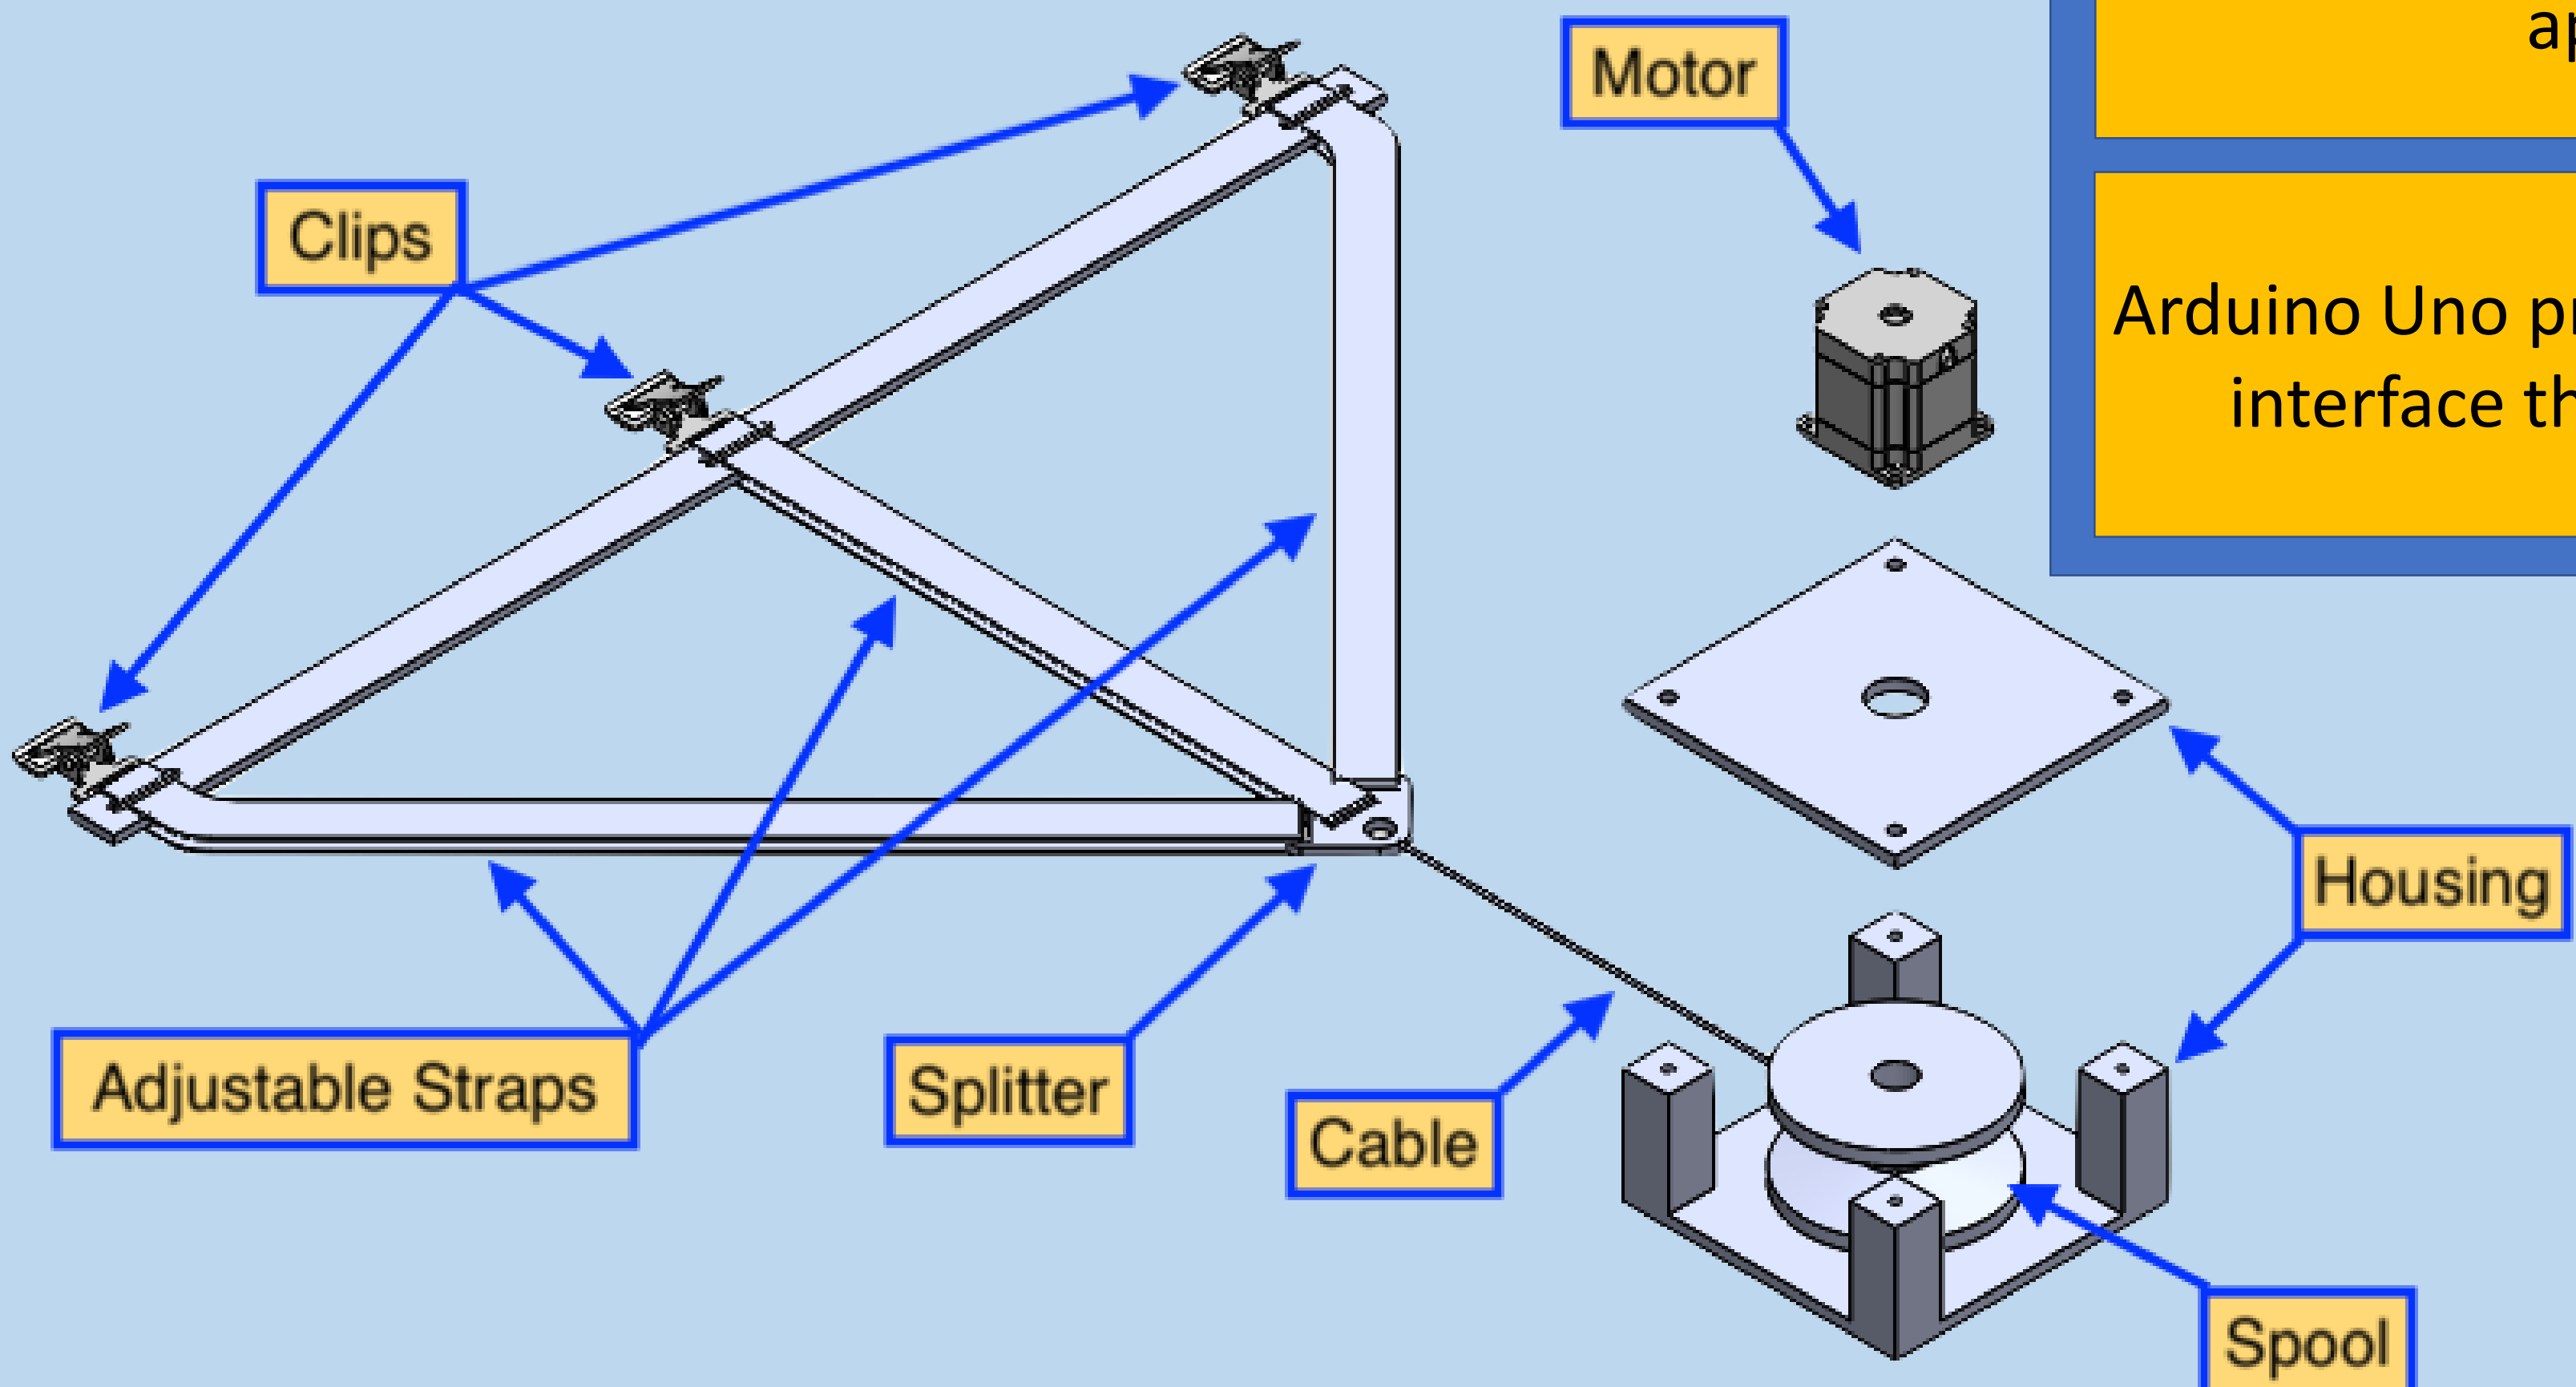 Motor
Clips
Adjustable Straps
Splitter
Cable
Housing
Spool
Arduino Uno
interface